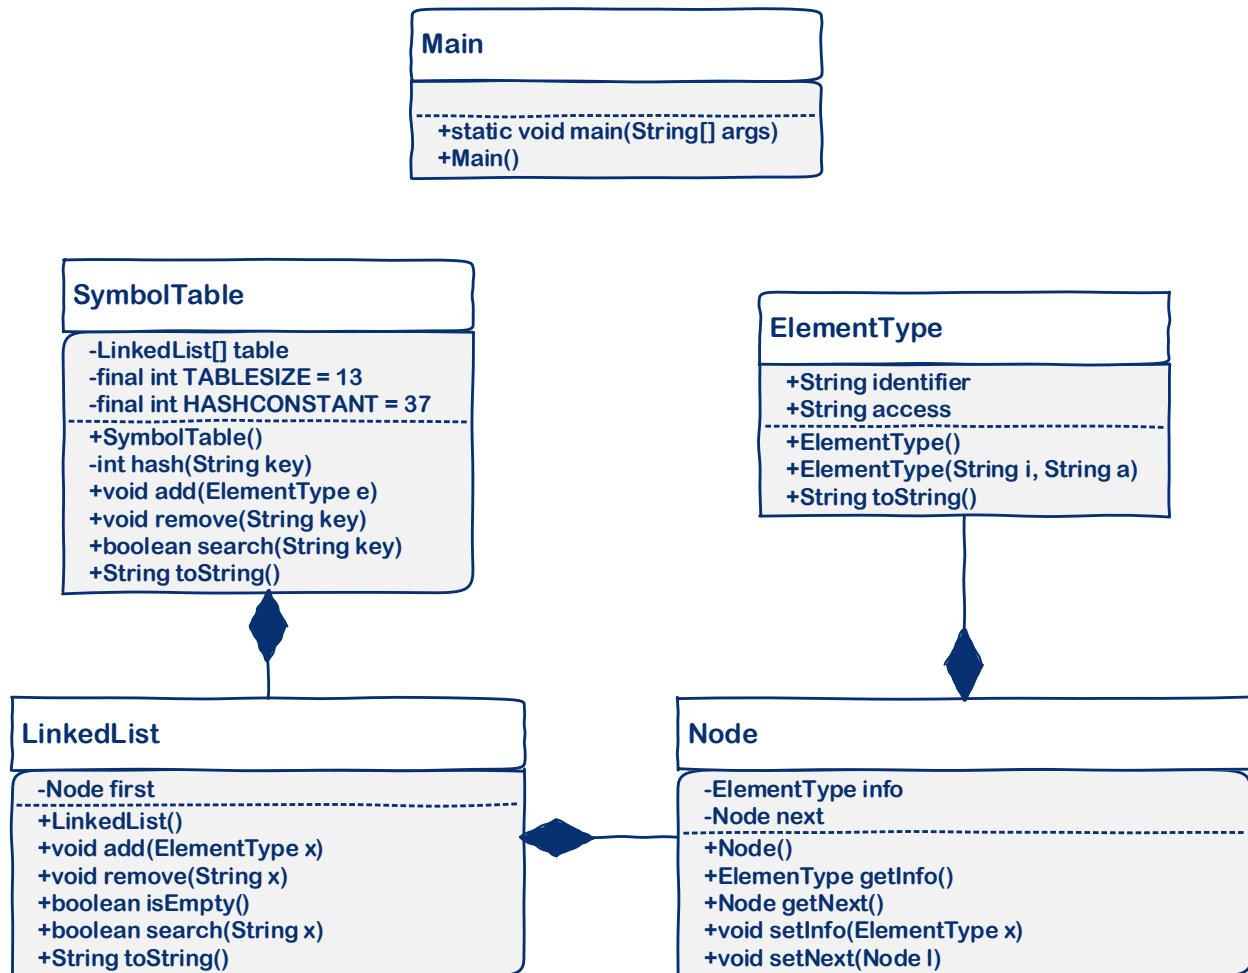 Main
+static void main(String[] args)
+Main()
SymbolTable
-LinkedList[] table
-final int TABLESIZE = 13
-final int HASHCONSTANT = 37
+SymbolTable()
-int hash(String key)
+void add(ElementType e)
+void remove(String key)
+boolean search(String key)
+String toString()
ElementType
+String identifier
+String access
+ElementType()
+ElementType(String i, String a)
+String toString()
LinkedList
-Node first
+LinkedList()
+void add(ElementType x)
+void remove(String x)
+boolean isEmpty()
+boolean search(String x)
+String toString()
Node
-ElementType info
-Node next
+Node()
+ElemenType getInfo()
+Node getNext()
+void setInfo(ElementType x)
+void setNext(Node l)